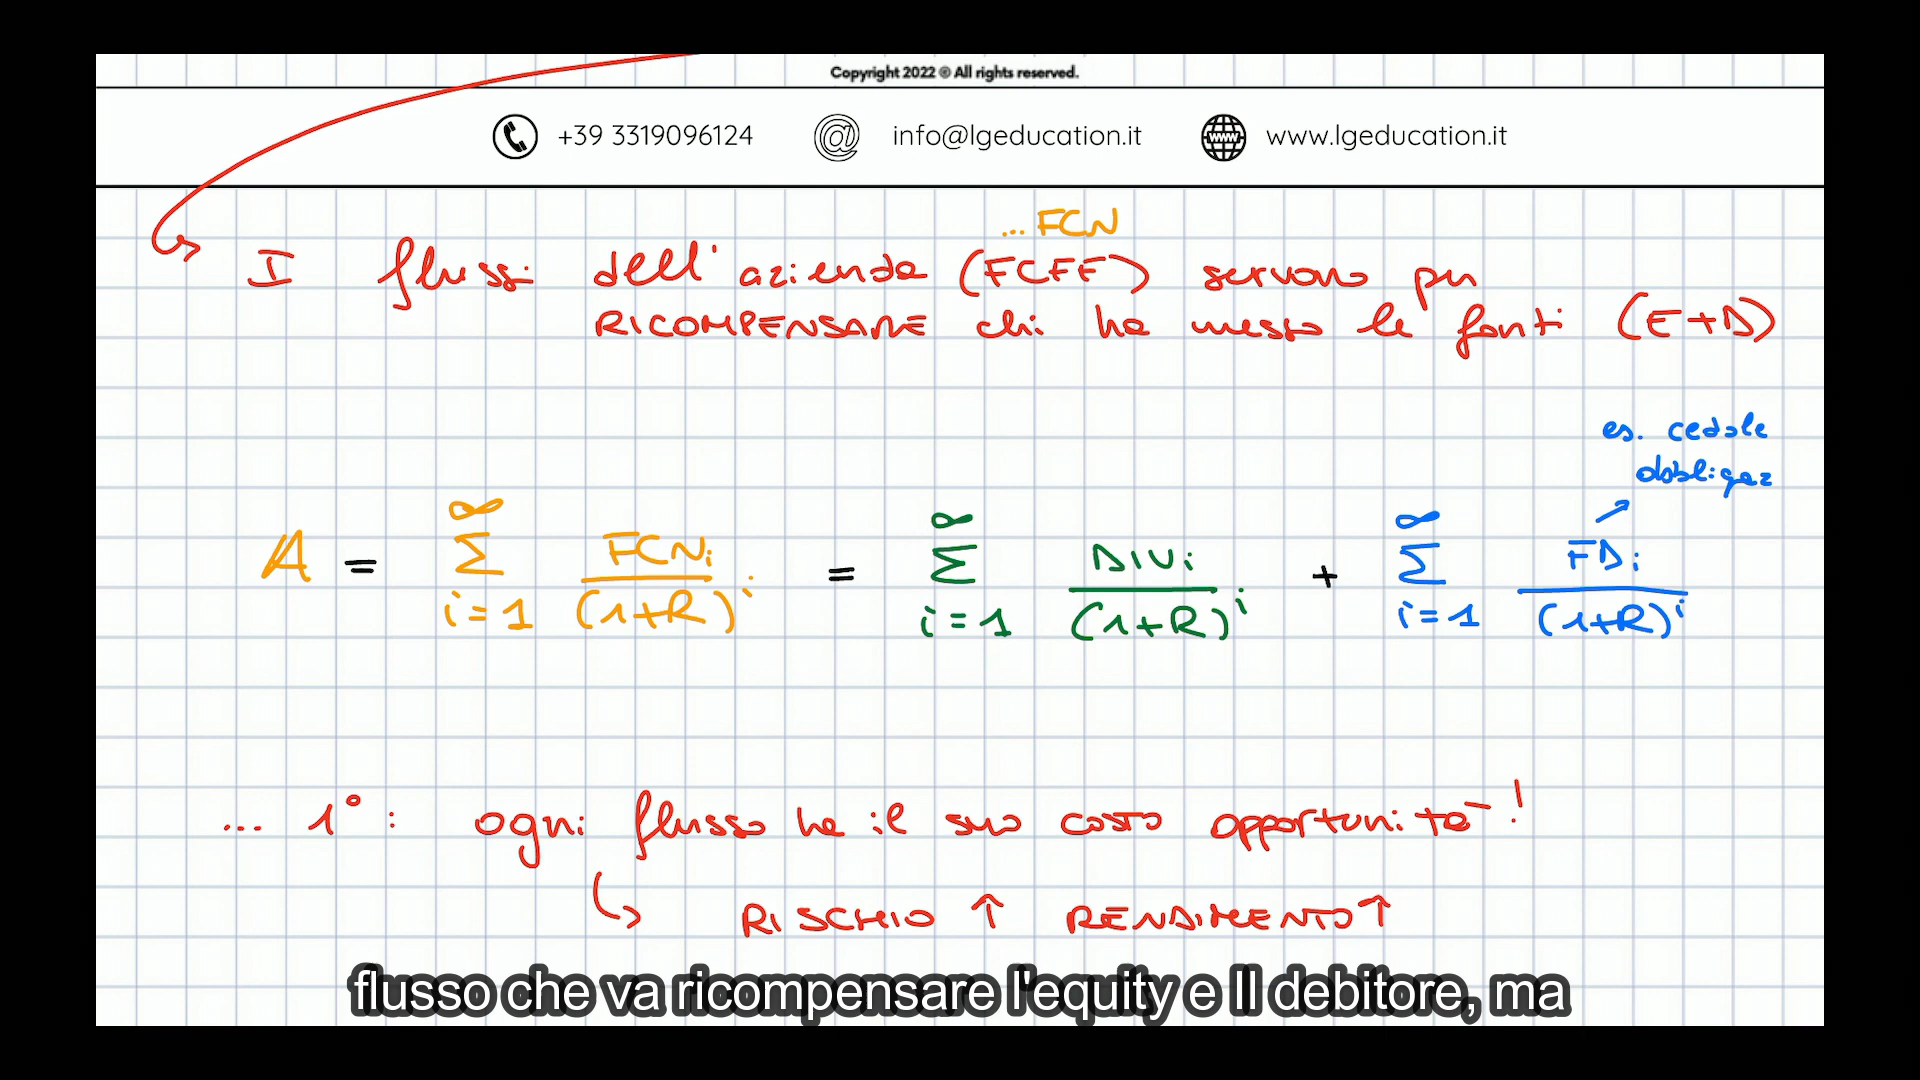 Copyright 2022 © All rights reserved.
+39 3319096124 info@lgeducation.it www www.lgeducation.it
... FCN
I flussi dell'azienda (FCFF) servono per
RICOMPENSARE chi ha messo le fonti (E+D)
es. cedole
obbligaz
A = ∞ Σ i=1 FCNi / (1+R)^i = ∞ Σ i=1 DIVi / (1+R)^i + ∞ Σ i=1 FDi / (1+R)^i
... 1°: ogni flusso ha il suo costo opportunità!
RISCHIO ↑ RENDIMENTO ↑
flusso che va ricompensare l'equity e Il debitore, ma